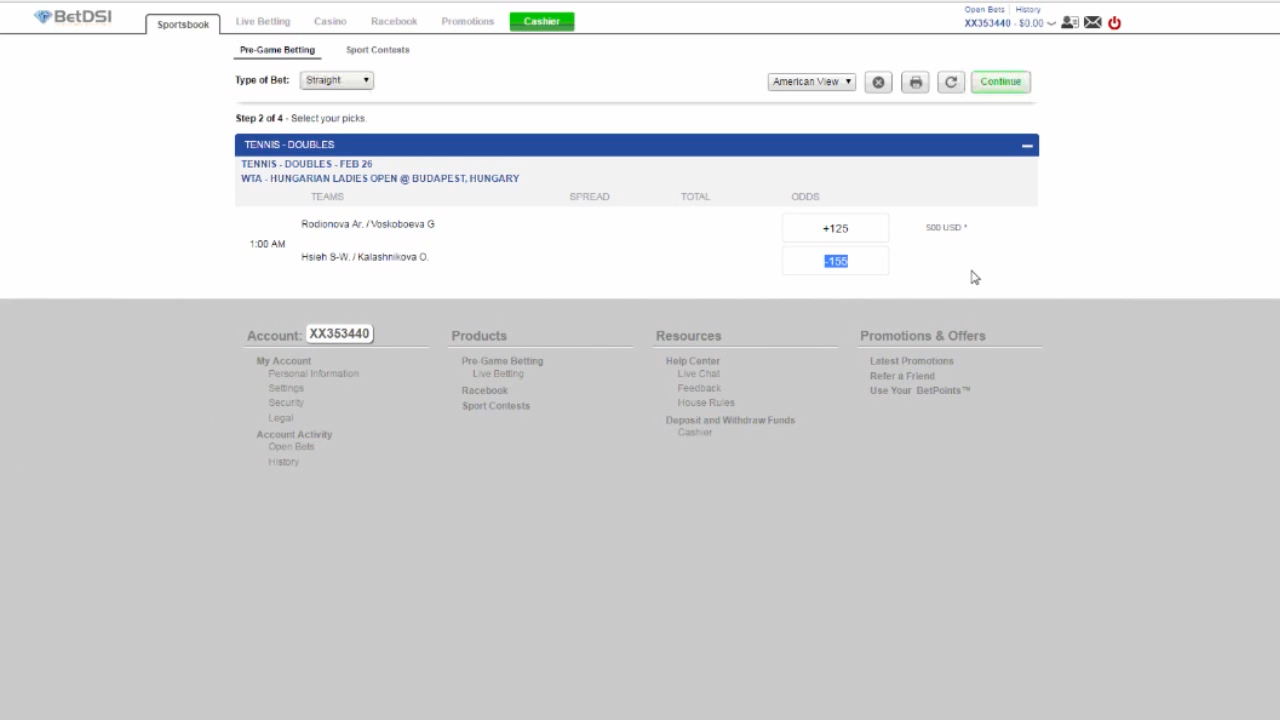 BetDSI
Sportsbook
Live Betting
Casino
Racebook
Promotions
Cashier
Open Bets
History
XX353440 - $0.00
Pre-Game Betting
Sport Contests
Type of Bet:
Straight
American View
Continue
Step 2 of 4 - Select your picks.
TENNIS - DOUBLES
TENNIS - DOUBLES - FEB 26
WTA - HUNGARIAN LADIES OPEN @ BUDAPEST, HUNGARY
TEAMS
SPREAD
TOTAL
ODDS
Rodionova Ar. / Voskoboeva G
+125
500 USD *
1:00 AM
Hsieh S-W. / Kalashnikova O.
-155
Account: XX353440
My Account
Personal Information
Settings
Security
Legal
Account Activity
Open Bets
History
Products
Pre-Game Betting
Live Betting
Racebook
Sport Contests
Resources
Help Center
Live Chat
Feedback
House Rules
Deposit and Withdraw Funds
Cashier
Promotions & Offers
Latest Promotions
Refer a Friend
Use Your BetPoints™